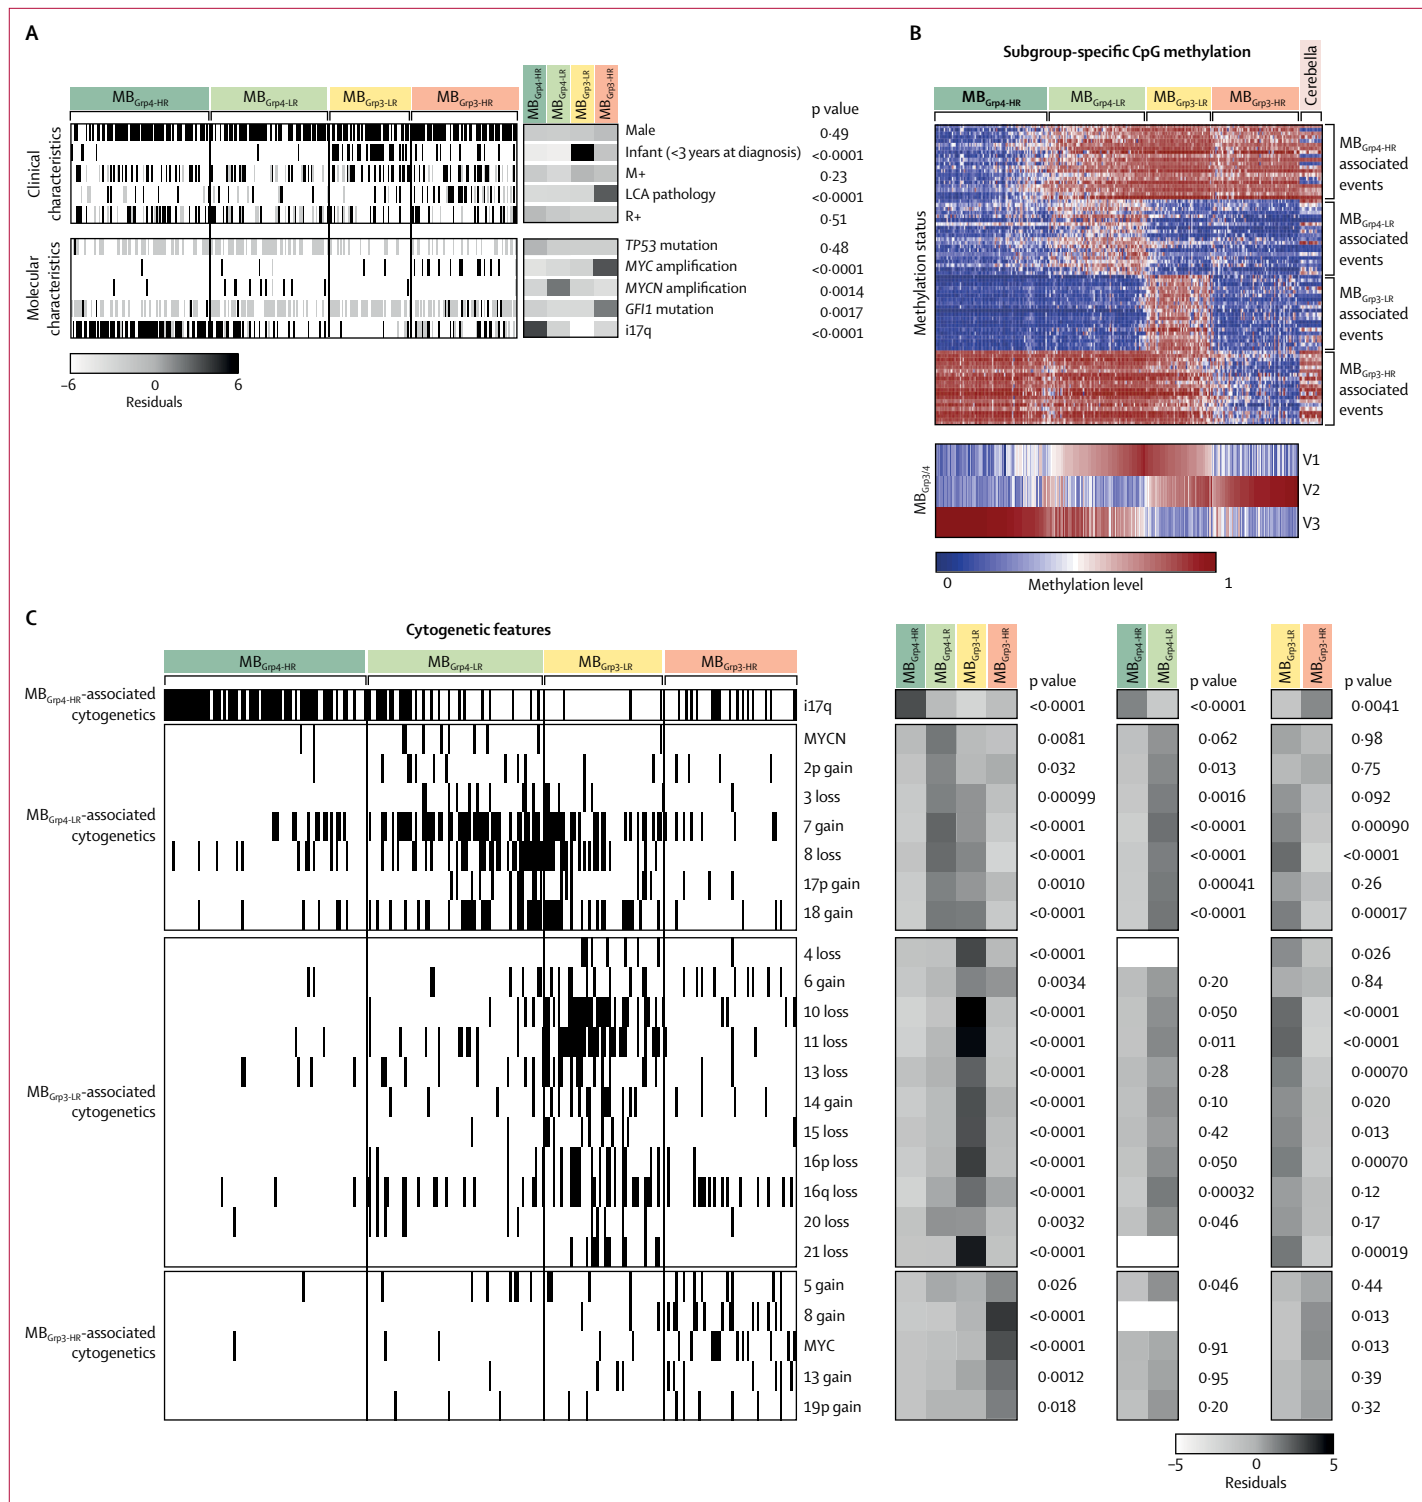 A
MBGrp4-HR
MBGrp4-LR
MBGrp3-LR
MBGrp3-HR
MBGrp4-HR
MBGrp4-LR
MBGrp3-LR
MBGrp3-HR
p value
Clinical
characteristics
Male 0·49
Infant (<3 years at diagnosis) <0·0001
M+ 0·23
LCA pathology <0·0001
R+ 0·51
Molecular
characteristics
TP53 mutation 0·48
MYC amplification <0·0001
MYCN amplification 0·0014
GFI1 mutation 0·0017
i17q <0·0001
−6 0 6
Residuals
B
Subgroup-specific CpG methylation
MBGrp4-HR
MBGrp4-LR
MBGrp3-LR
MBGrp3-HR
Cerebella
Methylation status
MBGrp4-HR
associated
events
MBGrp4-LR
associated
events
MBGrp3-LR
associated
events
MBGrp3-HR
associated
events
MBGrp3/4
V1
V2
V3
0 Methylation level 1
C
Cytogenetic features
MBGrp4-HR
MBGrp4-LR
MBGrp3-LR
MBGrp3-HR
MBGrp4-HR
MBGrp4-LR
MBGrp3-LR
MBGrp3-HR
p value
MBGrp4-HR
MBGrp4-LR
p value
MBGrp3-LR
MBGrp3-HR
p value
MBGrp4-HR-associated
cytogenetics
i17q <0·0001 <0·0001 0·0041
MBGrp4-LR-associated
cytogenetics
MYCN 0·0081 0·062 0·98
2p gain 0·032 0·013 0·75
3 loss 0·00099 0·0016 0·092
7 gain <0·0001 <0·0001 0·00090
8 loss <0·0001 <0·0001 <0·0001
17p gain 0·0010 0·00041 0·26
18 gain <0·0001 <0·0001 0·00017
MBGrp3-LR-associated
cytogenetics
4 loss <0·0001 0·026
6 gain 0·0034 0·20 0·84
10 loss <0·0001 0·050 <0·0001
11 loss <0·0001 0·011 <0·0001
13 loss <0·0001 0·28 0·00070
14 gain <0·0001 0·10 0·020
15 loss <0·0001 0·42 0·013
16p loss <0·0001 0·050 0·00070
16q loss <0·0001 0·00032 0·12
20 loss 0·0032 0·046 0·17
21 loss <0·0001 0·00019
MBGrp3-HR-associated
cytogenetics
5 gain 0·026 0·046 0·44
8 gain <0·0001 0·013
MYC <0·0001 0·91 0·013
13 gain 0·0012 0·95 0·39
19p gain 0·018 0·20 0·32
−5 0 5
Residuals